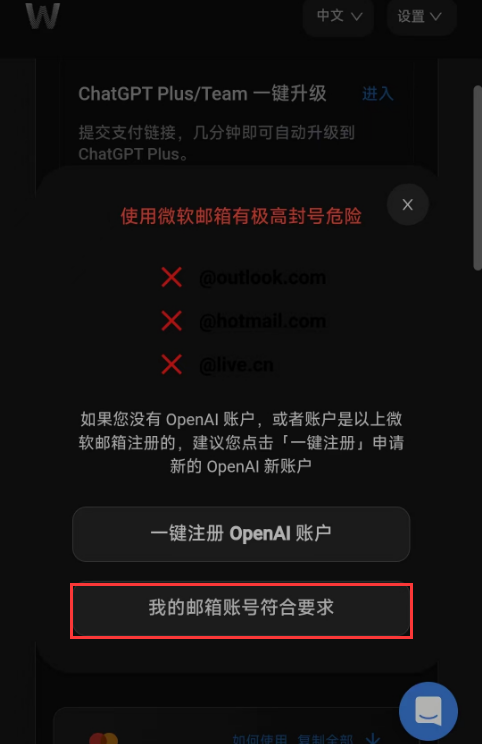 W
中文
设置
ChatGPT Plus/Team 一键升级
进入
提交支付链接，几分钟即可自动升级到
ChatGPT Plus。
使用微软邮箱有极高封号危险
@outlook.com
@hotmail.com
@live.cn
如果您没有 OpenAI 账户，或者账户是以上微
软邮箱注册的，建议您点击「一键注册」申请
新的 OpenAI 新账户
一键注册 OpenAI 账户
我的邮箱账号符合要求
如何使用
复制全部